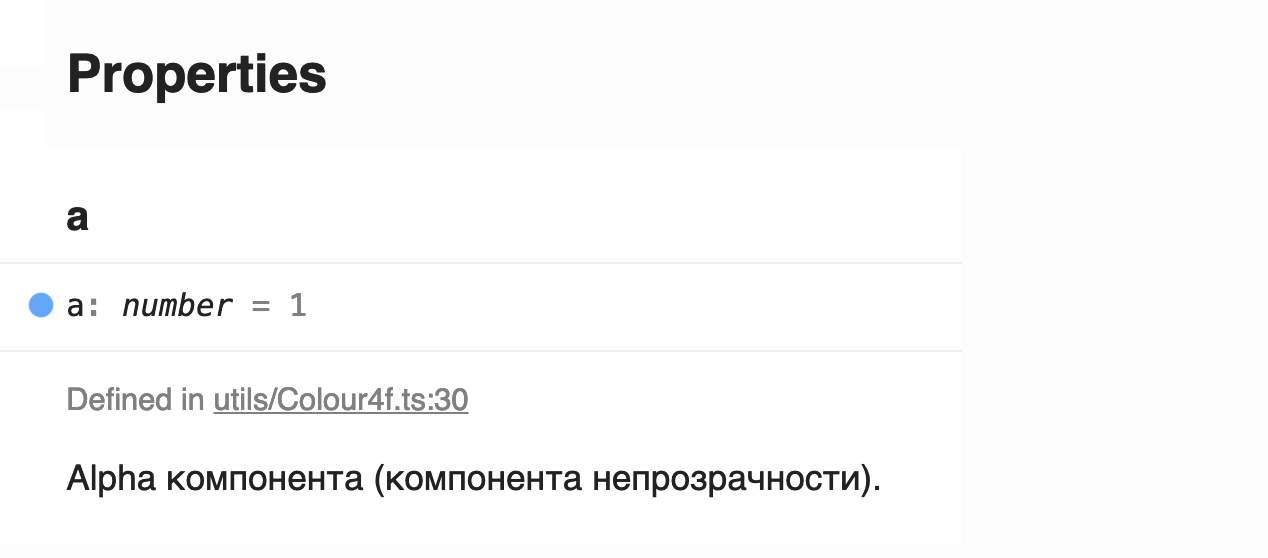 Properties
a
a: number = 1
Defined in utils/Colour4f.ts:30
Alpha компонента (компонента непрозрачности).